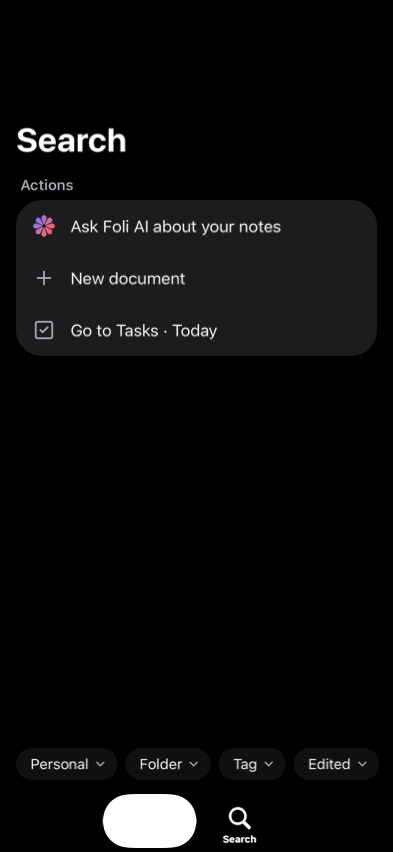 Search
Actions
Ask Foli AI about your notes
New document
Go to Tasks · Today
Personal
Folder
Tag
Edited
Search